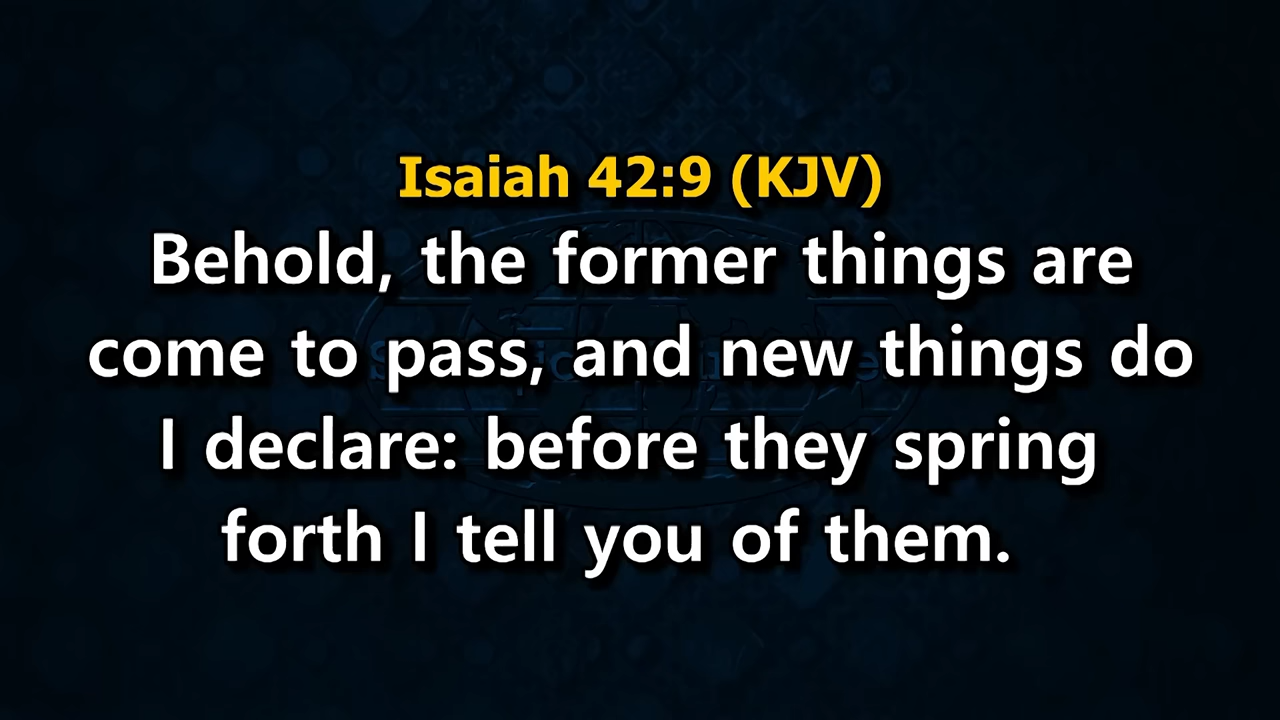 Isaiah 42:9 (KJV)
Behold, the former things are
come to pass, and new things do
I declare: before they spring
forth I tell you of them.